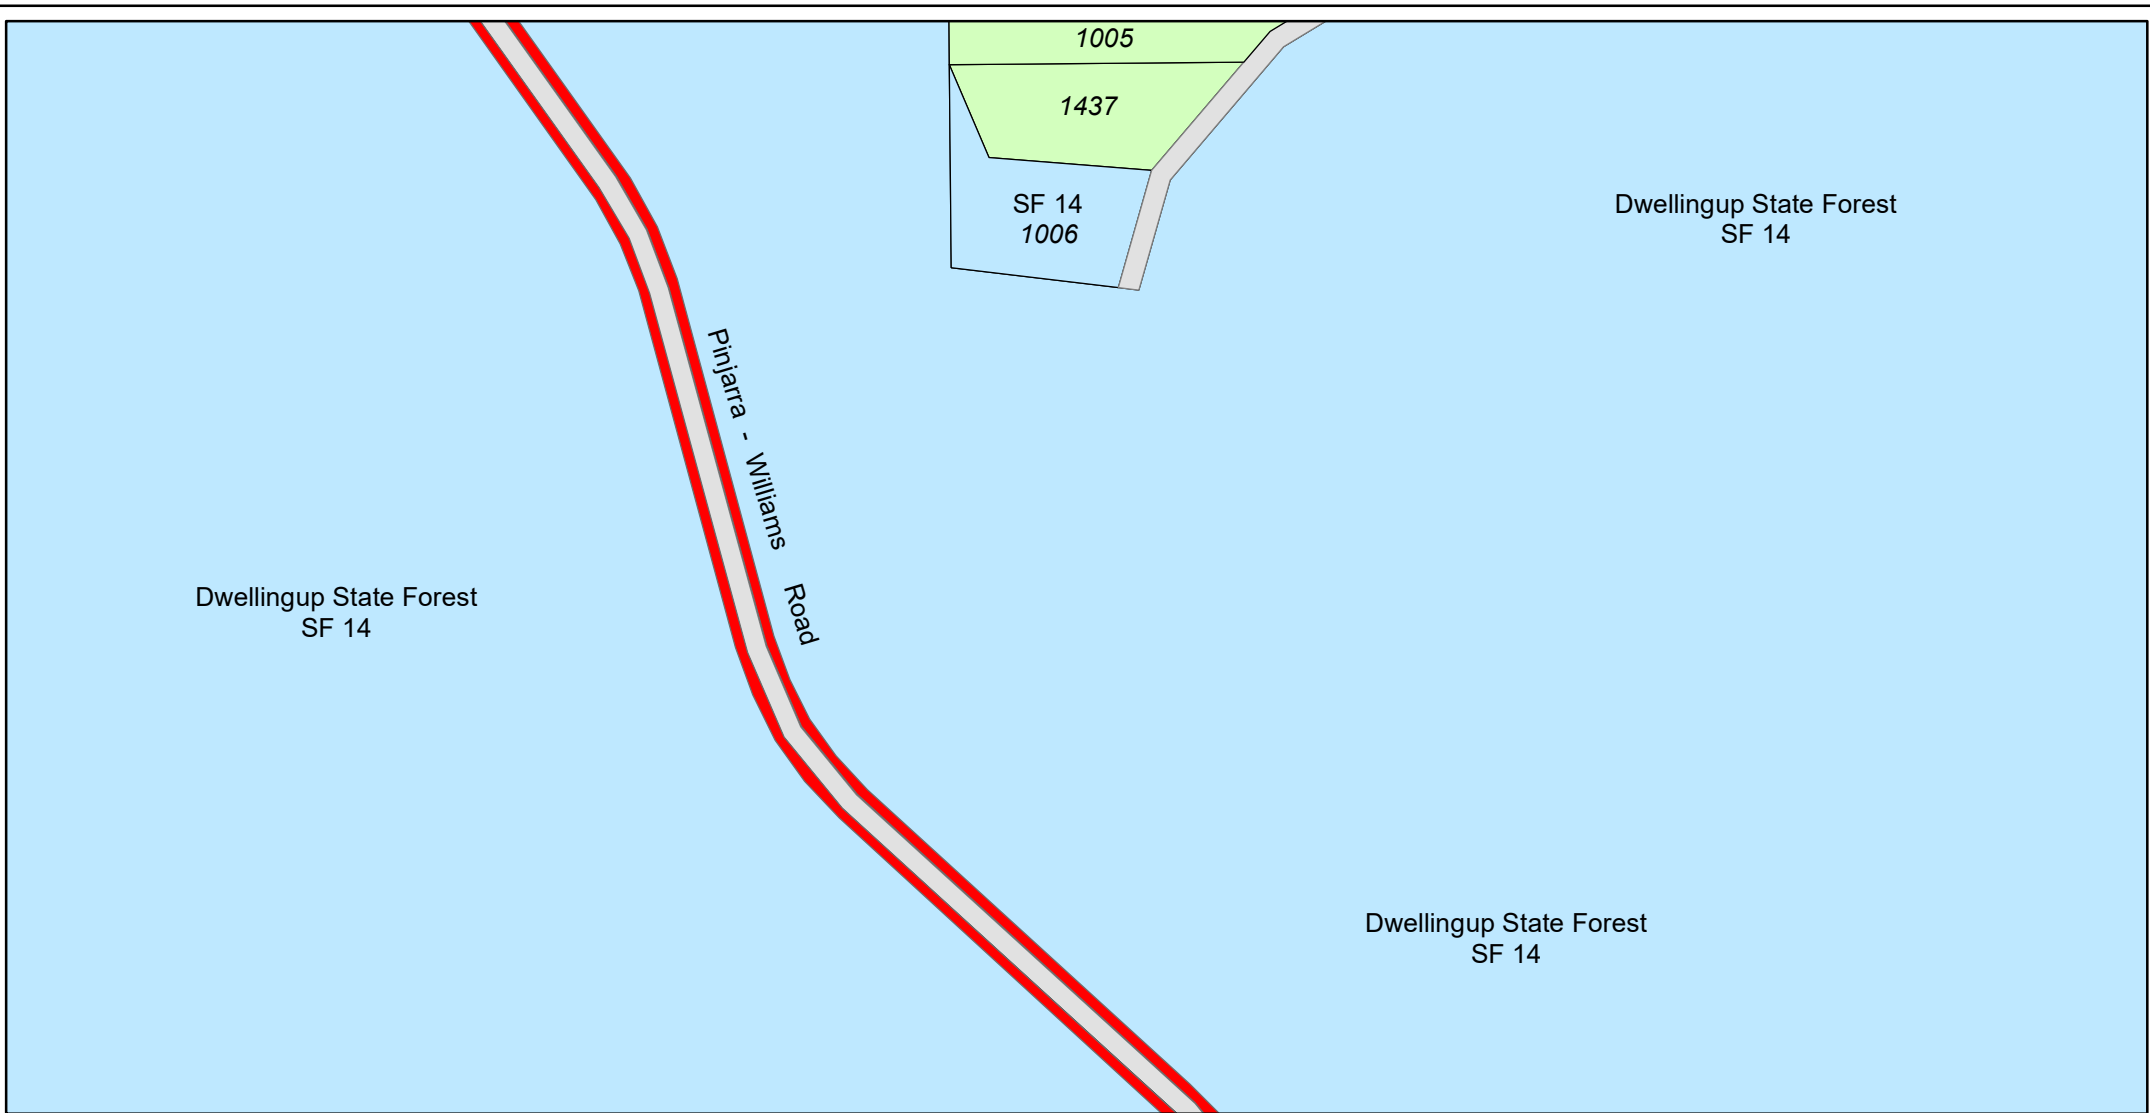 1005
1437
SF 14
1006
Dwellingup State Forest
SF 14
Pinjarra - Williams Road
Dwellingup State Forest
SF 14
Dwellingup State Forest
SF 14